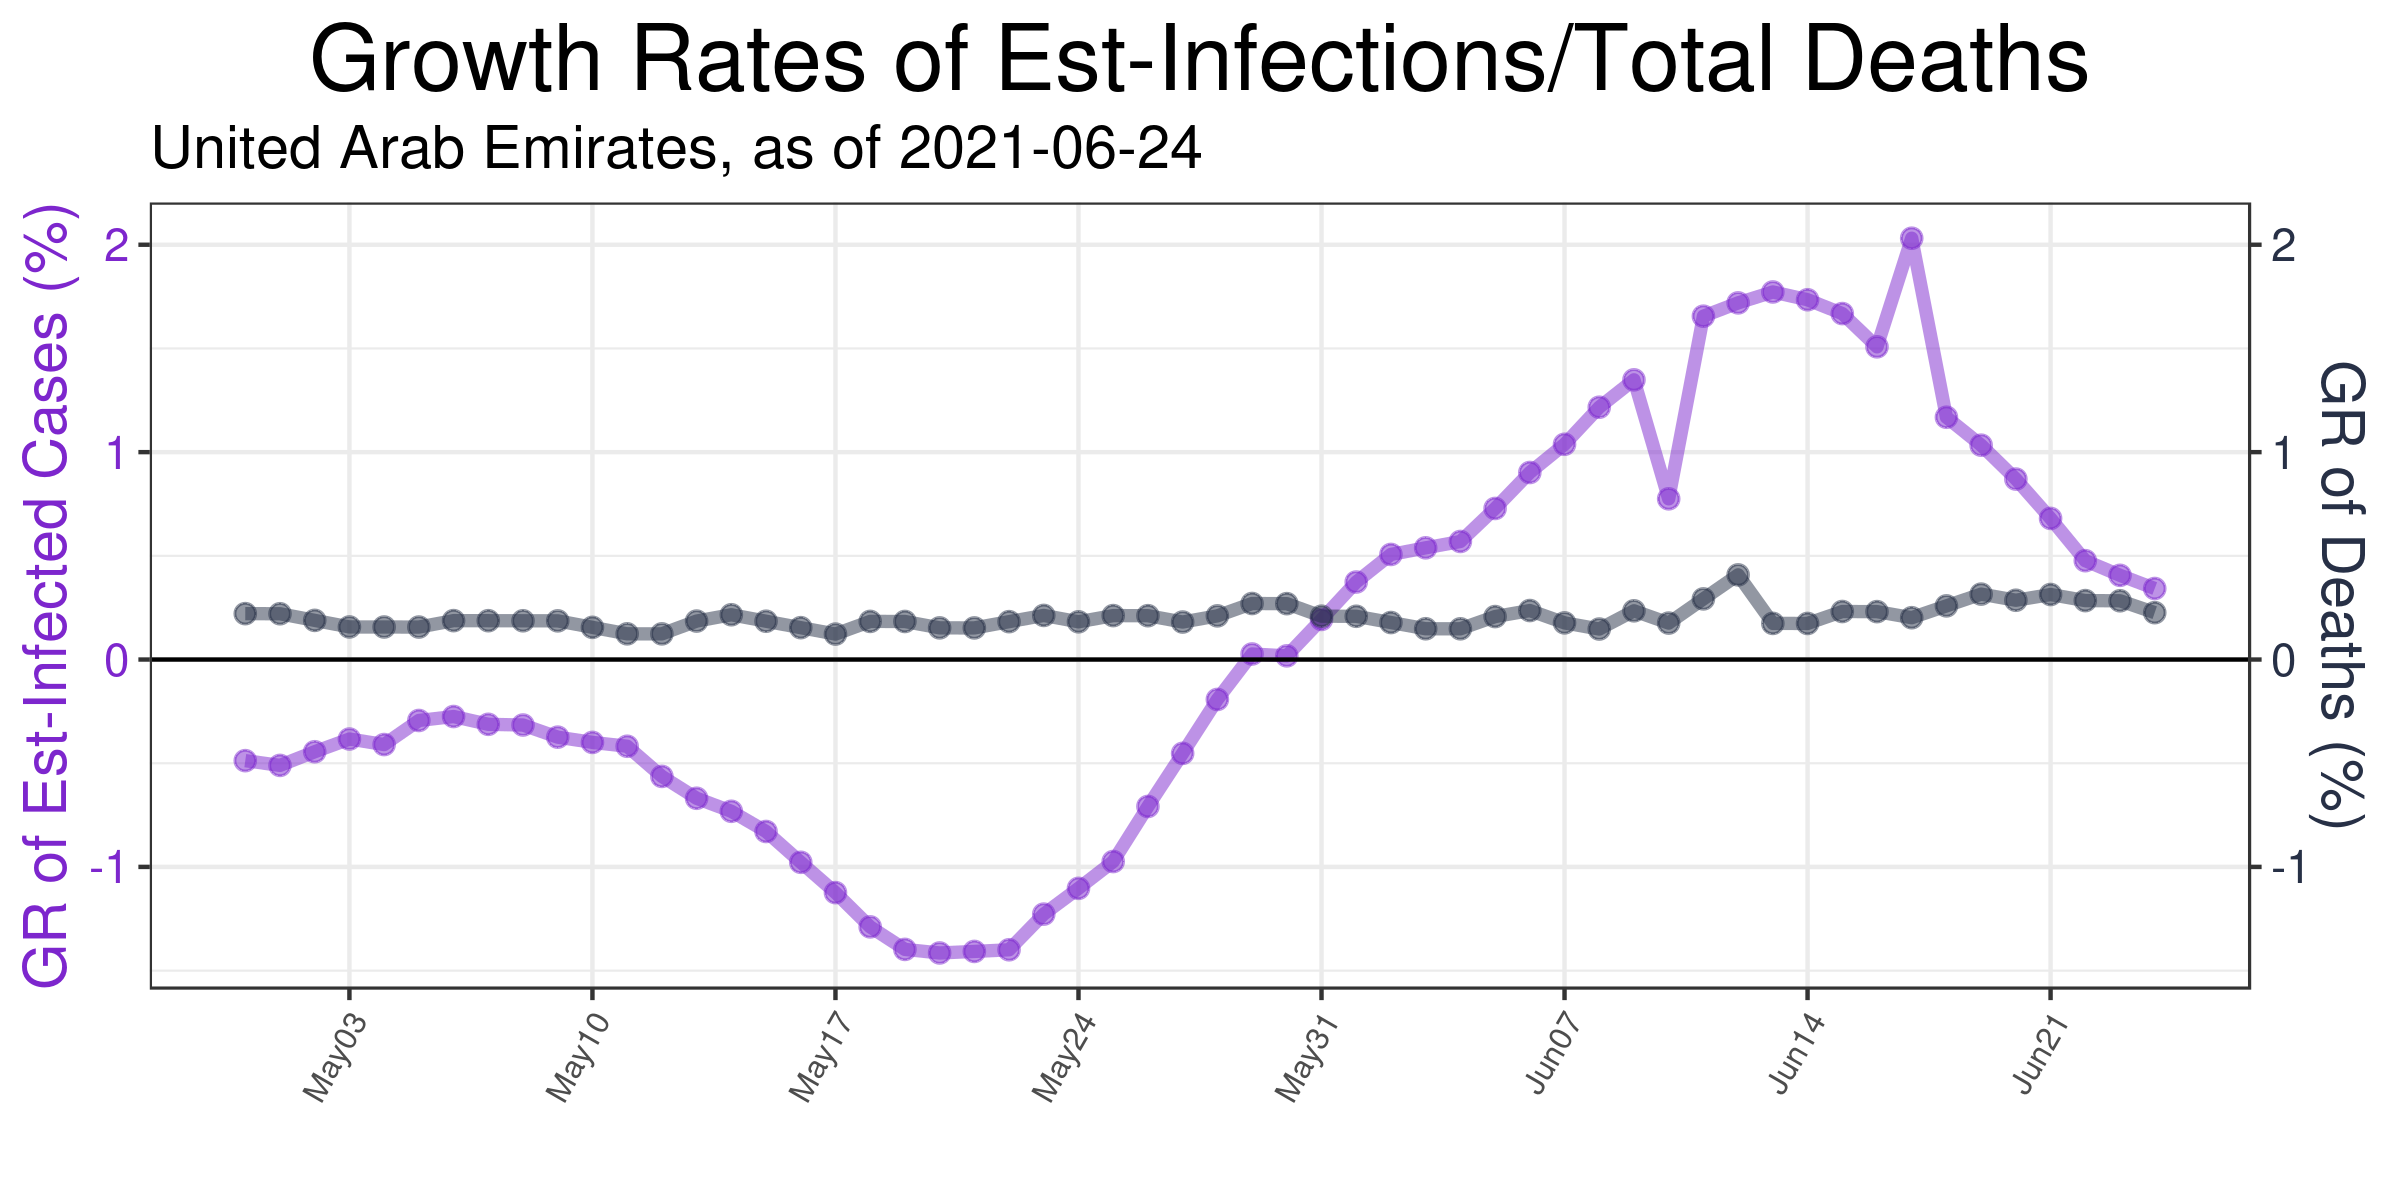 Growth Rates of Est-Infections/Total Deaths
United Arab Emirates, as of 2021-06-24
GR of Est-Infected Cases (%)
2
1
0
-1
2
1
0
-1
GR of Deaths (%)
May03
May10
May17
May24
May31
Jun07
Jun14
Jun21